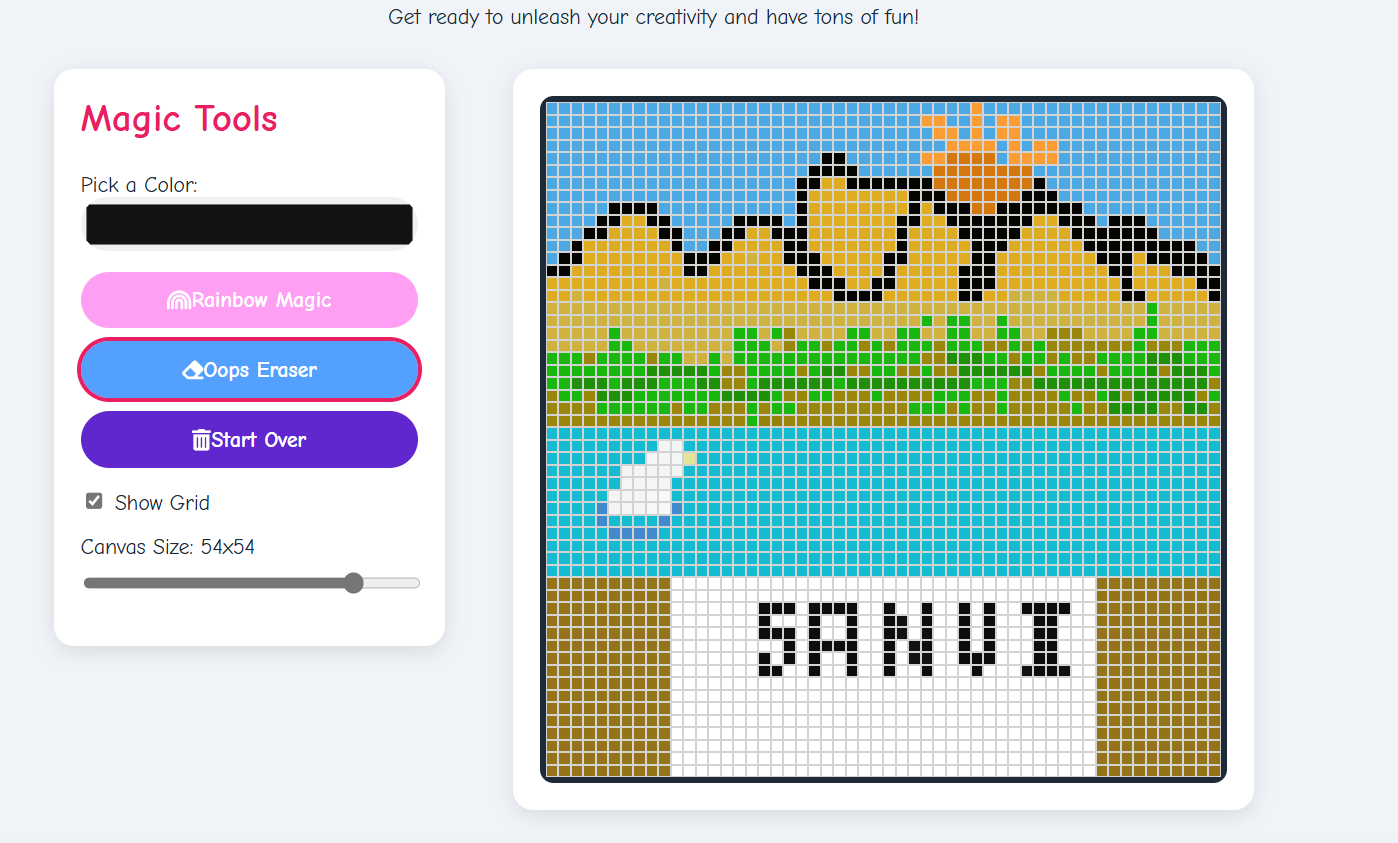 Get ready to unleash your creativity and have tons of fun!
Magic Tools
Pick a Color:
Rainbow Magic
Oops Eraser
Start Over
Show Grid
Canvas Size: 54x54
SANVI